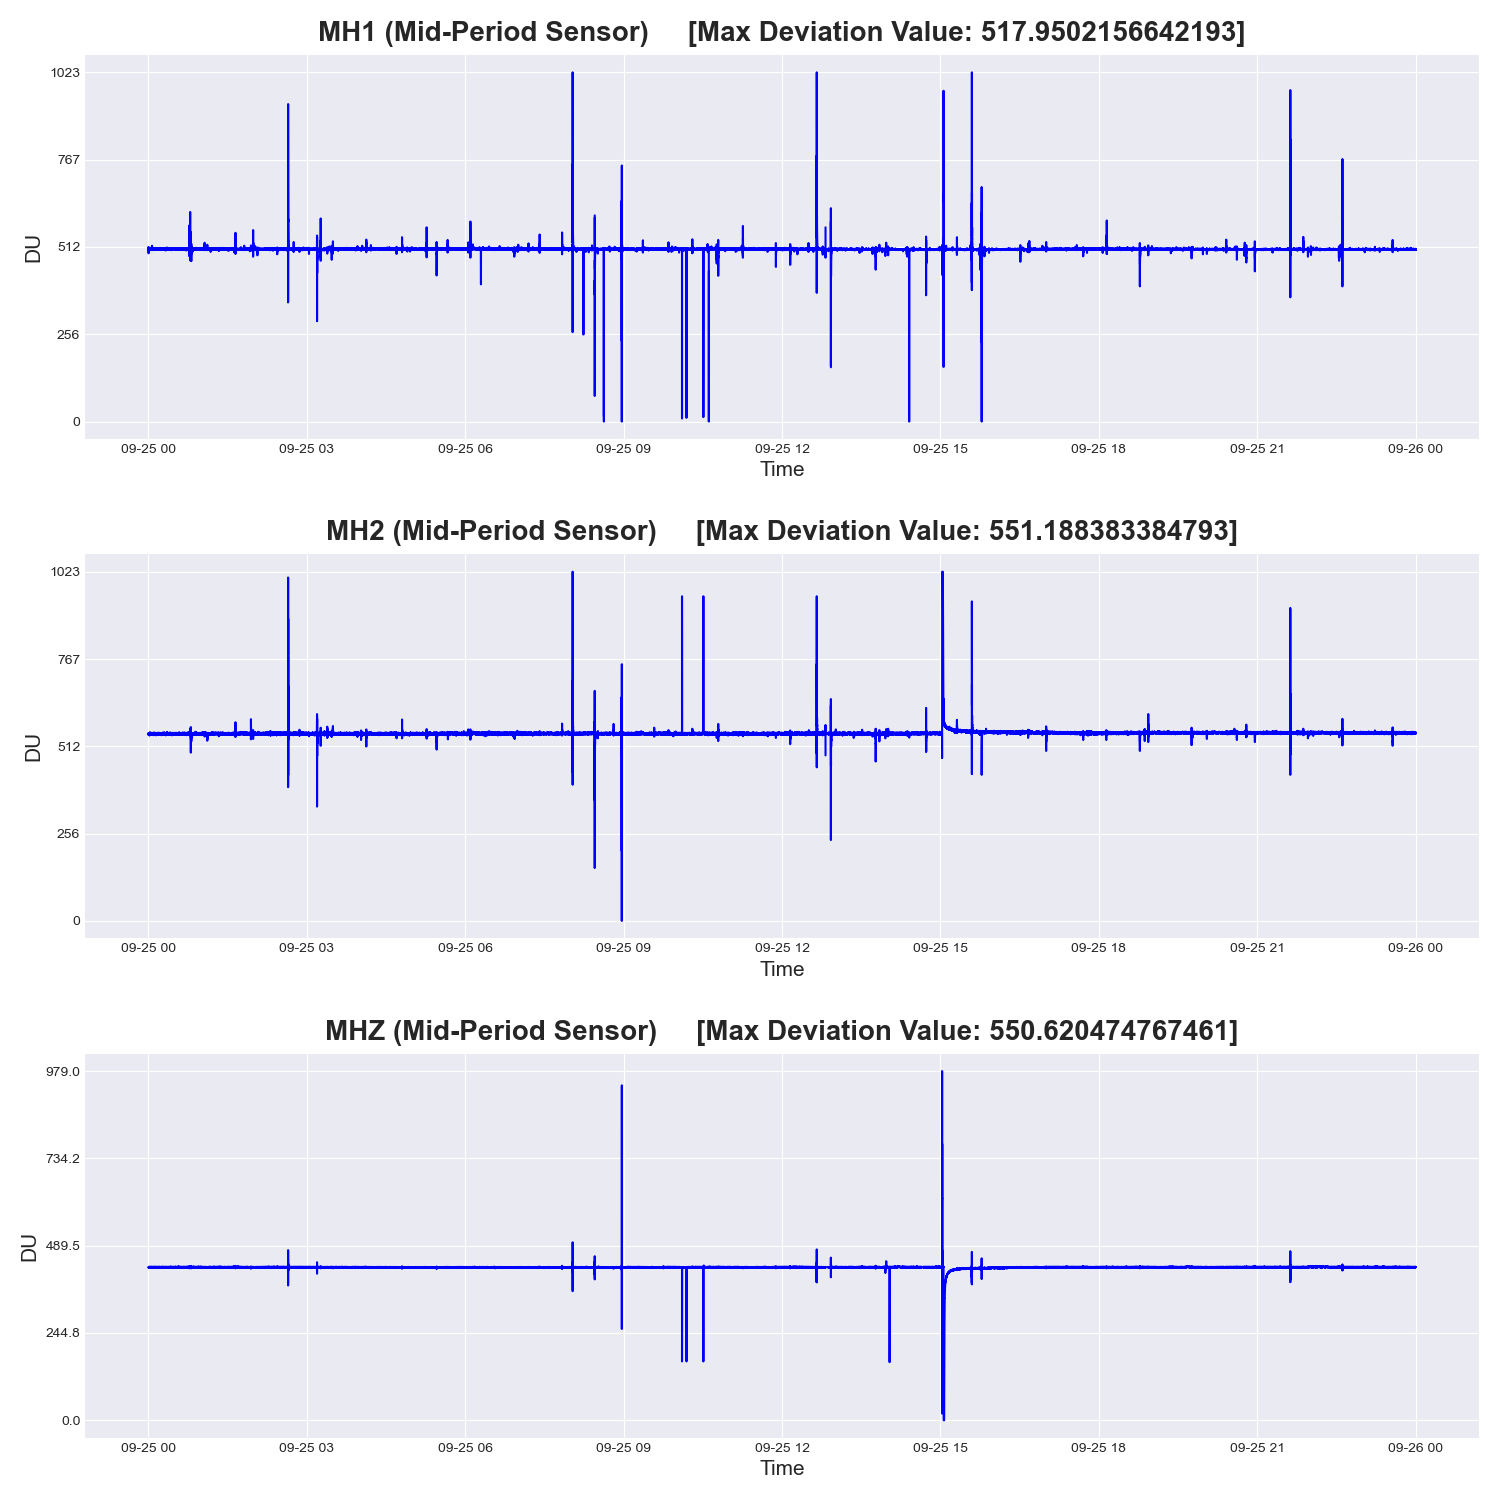 MH1 (Mid-Period Sensor)     [Max Deviation Value: 517.9502156642193]
1023
767
512
256
0
DU
09-25 00 09-25 03 09-25 06 09-25 09 09-25 12 09-25 15 09-25 18 09-25 21 09-26 00
Time
MH2 (Mid-Period Sensor)     [Max Deviation Value: 551.188383384793]
1023
767
512
256
0
DU
09-25 00 09-25 03 09-25 06 09-25 09 09-25 12 09-25 15 09-25 18 09-25 21 09-26 00
Time
MHZ (Mid-Period Sensor)     [Max Deviation Value: 550.620474767461]
979.0
734.2
489.5
244.8
0.0
DU
09-25 00 09-25 03 09-25 06 09-25 09 09-25 12 09-25 15 09-25 18 09-25 21 09-26 00
Time